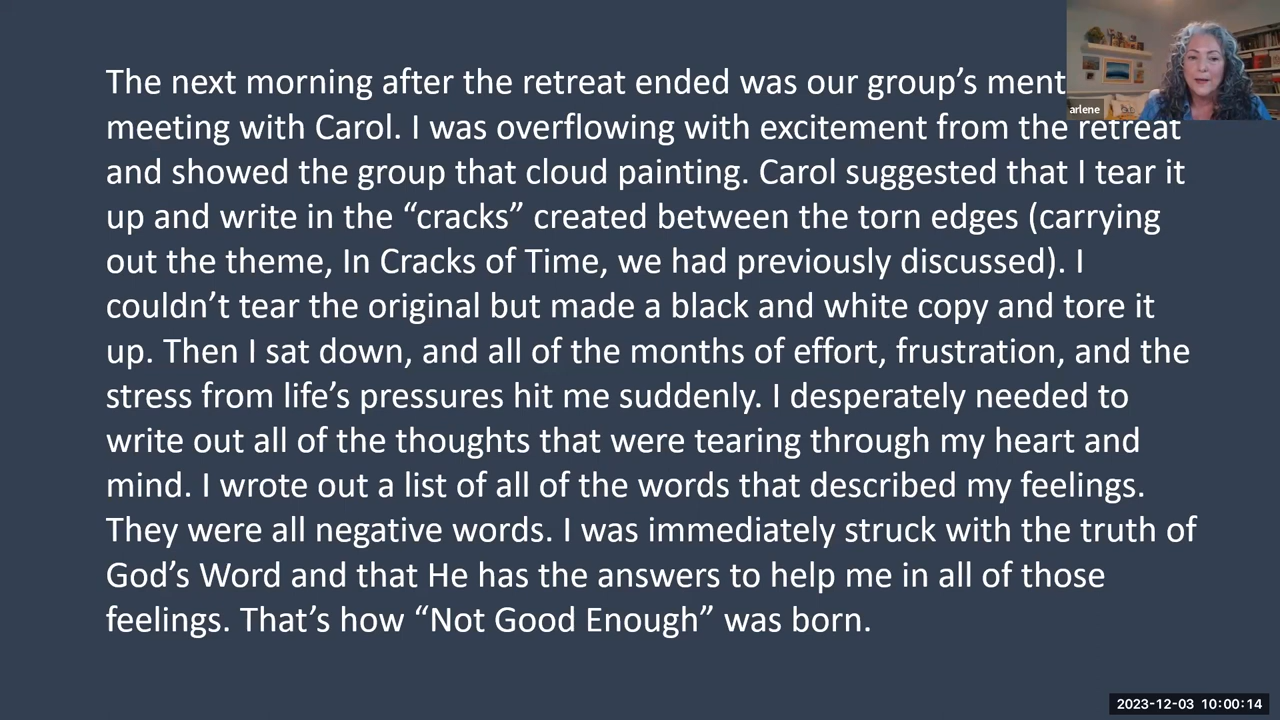 The next morning after the retreat ended was our group’s ment
meeting with Carol. I was overflowing with excitement from the retreat
and showed the group that cloud painting. Carol suggested that I tear it
up and write in the “cracks” created between the torn edges (carrying
out the theme, In Cracks of Time, we had previously discussed). I
couldn’t tear the original but made a black and white copy and tore it
up. Then I sat down, and all of the months of effort, frustration, and the
stress from life’s pressures hit me suddenly. I desperately needed to
write out all of the thoughts that were tearing through my heart and
mind. I wrote out a list of all of the words that described my feelings.
They were all negative words. I was immediately struck with the truth of
God’s Word and that He has the answers to help me in all of those
feelings. That’s how “Not Good Enough” was born.
arlene
2023-12-03 10:00:14